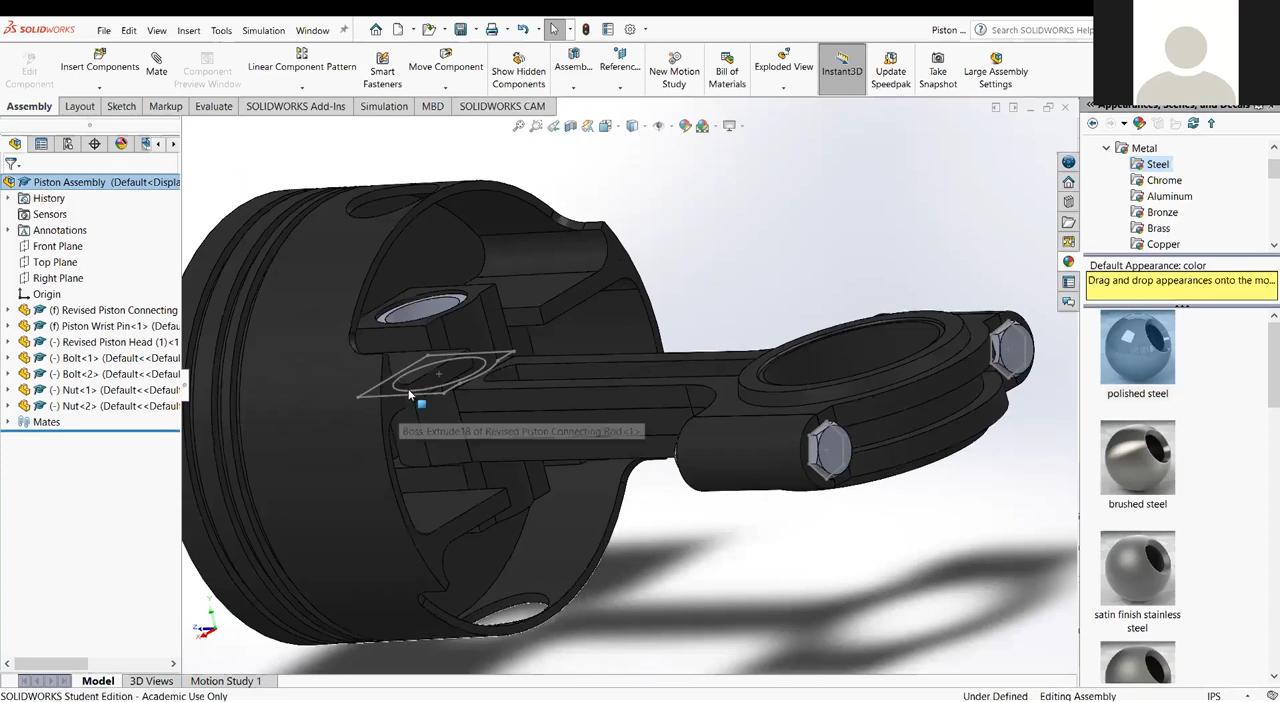 SOLIDWORKS
File Edit View Insert Tools Simulation Window
Piston ...
Search SOLIDWORKS Help
Edit Component
Insert Components
Mate
Component Preview Window
Linear Component Pattern
Smart Fasteners
Move Component
Show Hidden Components
Assemb...
Referenc...
New Motion Study
Bill of Materials
Exploded View
Instant3D
Update Speedpak
Take Snapshot
Large Assembly Settings
Assembly Layout Sketch Markup Evaluate SOLIDWORKS Add-Ins Simulation MBD SOLIDWORKS CAM
Appearances, Scenes, and Decals
Piston Assembly (Default<Displa
History
Sensors
Annotations
Front Plane
Top Plane
Right Plane
Origin
(f) Revised Piston Connecting
(f) Piston Wrist Pin<1> (Defau
(-) Revised Piston Head<1> (D
(-) Bolt<1> (Default<<Default
(-) Bolt<2> (Default<<Default
(-) Nut<1> (Default<<Default
(-) Nut<2> (Default<<Default
Mates
Boss-Extrude18 of Revised Piston Connecting Rod<1>
Metal
Steel
Chrome
Aluminum
Bronze
Brass
Copper
Default Appearance: color
Drag and drop appearances onto the mo...
polished steel
brushed steel
satin finish stainless
steel
Y
Z
X
Model 3D Views Motion Study 1
SOLIDWORKS Student Edition - Academic Use Only
Under Defined Editing Assembly IPS